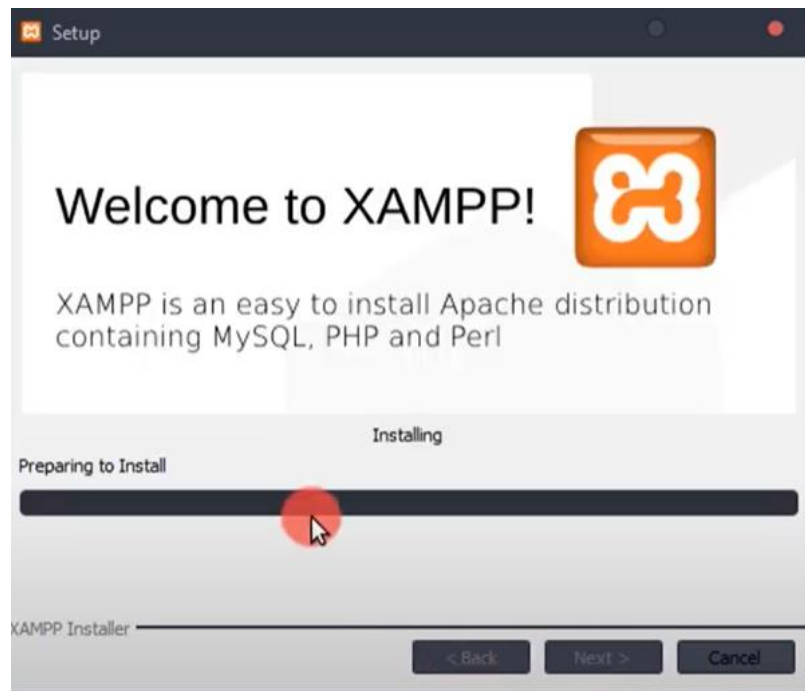 Setup
Welcome to XAMPP!
XAMPP is an easy to install Apache distribution
containing MySQL, PHP and Perl
Installing
Preparing to Install
XAMPP Installer
< Back
Next >
Cancel